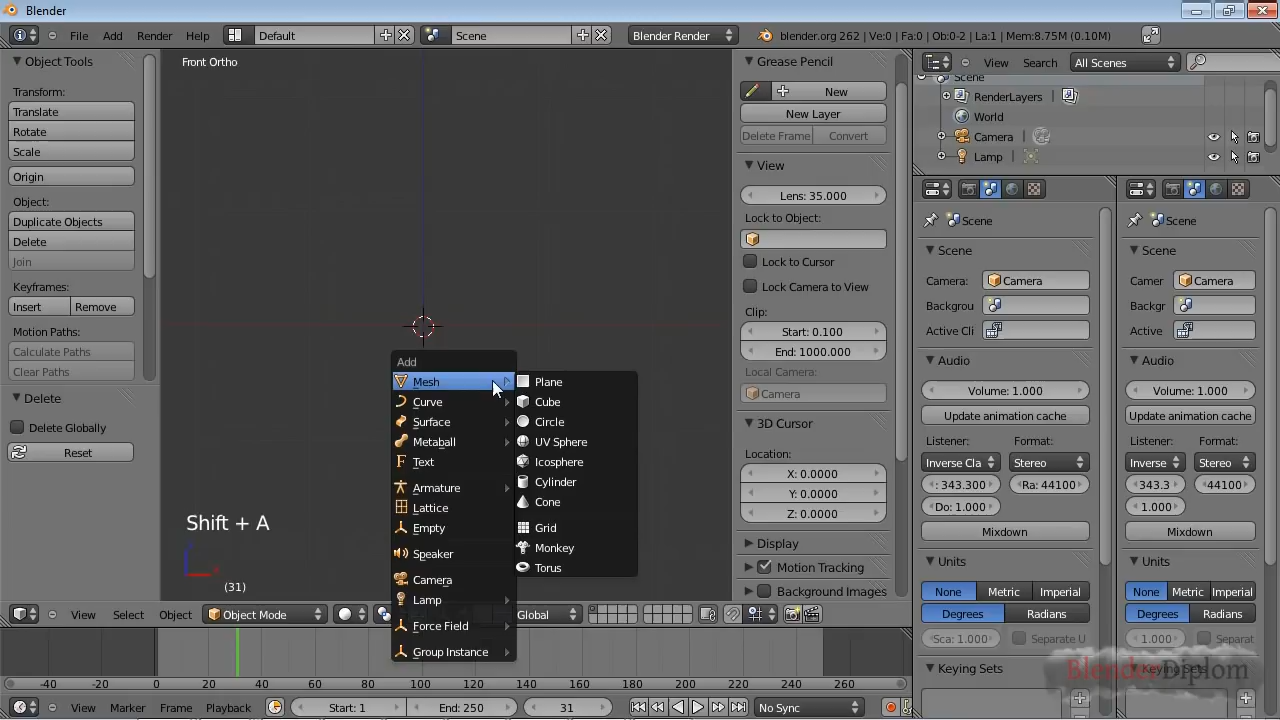 Blender
File Add Render Help Default Scene Blender Render blender.org 262 | Ve:0 | Fa:0 | Ob:0-2 | La:1 | Mem:8.75M (0.10M)
Object Tools
Transform:
Translate
Rotate
Scale
Origin
Object:
Duplicate Objects
Delete
Join
Keyframes:
Insert Remove
Motion Paths:
Calculate Paths
Clear Paths
Delete
Delete Globally
Reset
Front Ortho
Shift + A
(31)
Add
Mesh
Curve
Surface
Metaball
Text
Armature
Lattice
Empty
Speaker
Camera
Lamp
Force Field
Group Instance
Plane
Cube
Circle
UV Sphere
Icosphere
Cylinder
Cone
Grid
Monkey
Torus
View Select Object Object Mode Global
Grease Pencil
New
New Layer
Delete Frame Convert
View
Lens: 35.000
Lock to Object:
Lock to Cursor
Lock Camera to View
Clip:
Start: 0.100
End: 1000.000
Local Camera:
Camera
3D Cursor
Location:
X: 0.0000
Y: 0.0000
Z: 0.0000
Display
Motion Tracking
Background Images
View Search All Scenes
Scene
RenderLayers
World
Camera
Lamp
Scene
Scene
Camera: Camera
Backgrou
Active Cli
Audio
Volume: 1.000
Update animation cache
Listener: Format:
Inverse Cla Stereo
: 343.300 Ra: 44100
Do: 1.000
Mixdown
Units
None Metric Imperial
Degrees Radians
Sca: 1.000 Separate U
Keying Sets
Scene
Scene
Camer Camera
Backgr
Active
Audio
Volume: 1.000
Update animation cache
Listener: Format:
Inverse Stereo
343.3 44100
1.000
Mixdown
Units
None Metric Imperial
Degrees Radians
1.000 Separat
Keying Sets
BlenderDiplom
-40 -20 0 20 40 60 80 100 120 140 160 180 200 220 240 260
View Marker Frame Playback Start: 1 End: 250 31 No Sync